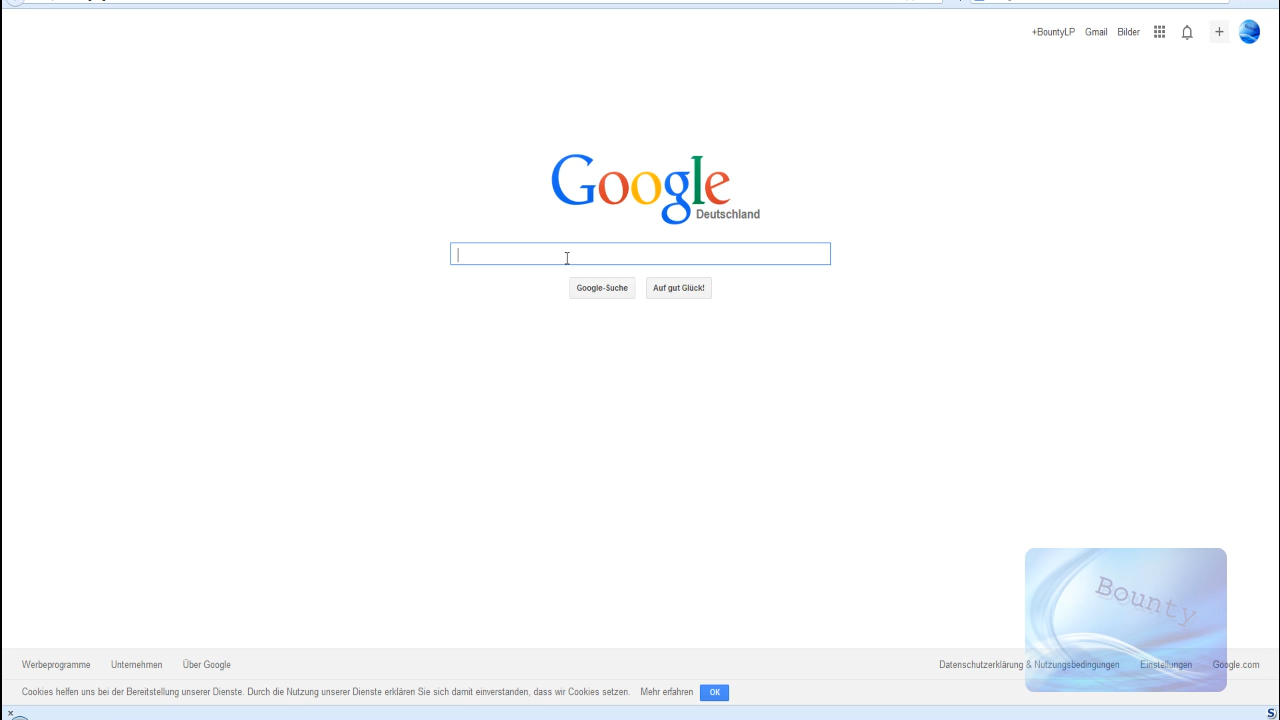 +BountyLP Gmail Bilder
Google
Deutschland
Google-Suche Auf gut Glück!
Bounty
Werbeprogramme Unternehmen Über Google Datenschutzerklärung & Nutzungsbedingungen Einstellungen Google.com
Cookies helfen uns bei der Bereitstellung unserer Dienste. Durch die Nutzung unserer Dienste erklären Sie sich damit einverstanden, dass wir Cookies setzen. Mehr erfahren OK